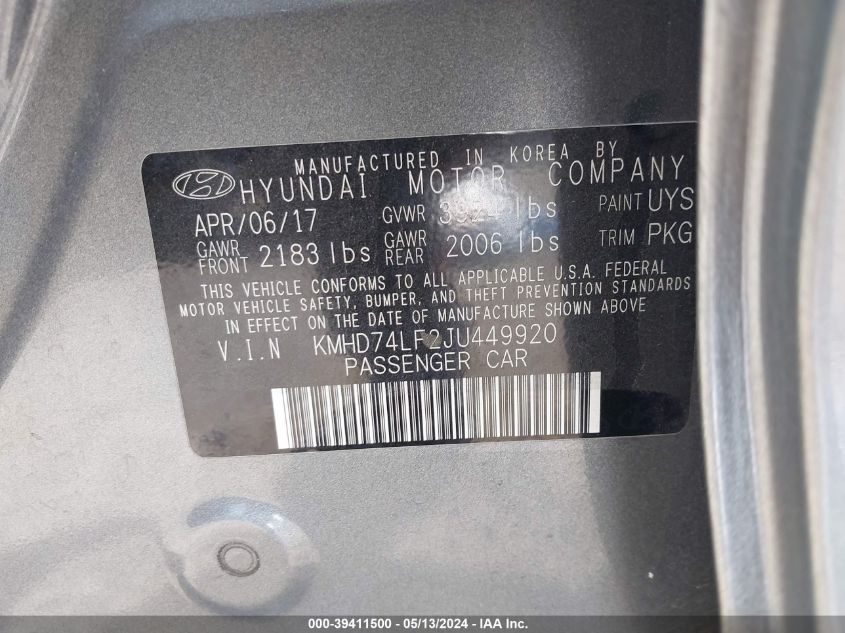 MANUFACTURED IN KOREA BY
HYUNDAI MOTOR COMPANY
APR/06/17 GVWR 3924 lbs PAINT UYS
GAWR FRONT 2183 lbs GAWR REAR 2006 lbs TRIM PKG
THIS VEHICLE CONFORMS TO ALL APPLICABLE U.S.A. FEDERAL
MOTOR VEHICLE SAFETY, BUMPER, AND THEFT PREVENTION STANDARDS
IN EFFECT ON THE DATE OF MANUFACTURE SHOWN ABOVE
V.I.N KMHD74LF2JU449920
PASSENGER CAR
000-39411500 - 05/13/2024 - IAA Inc.